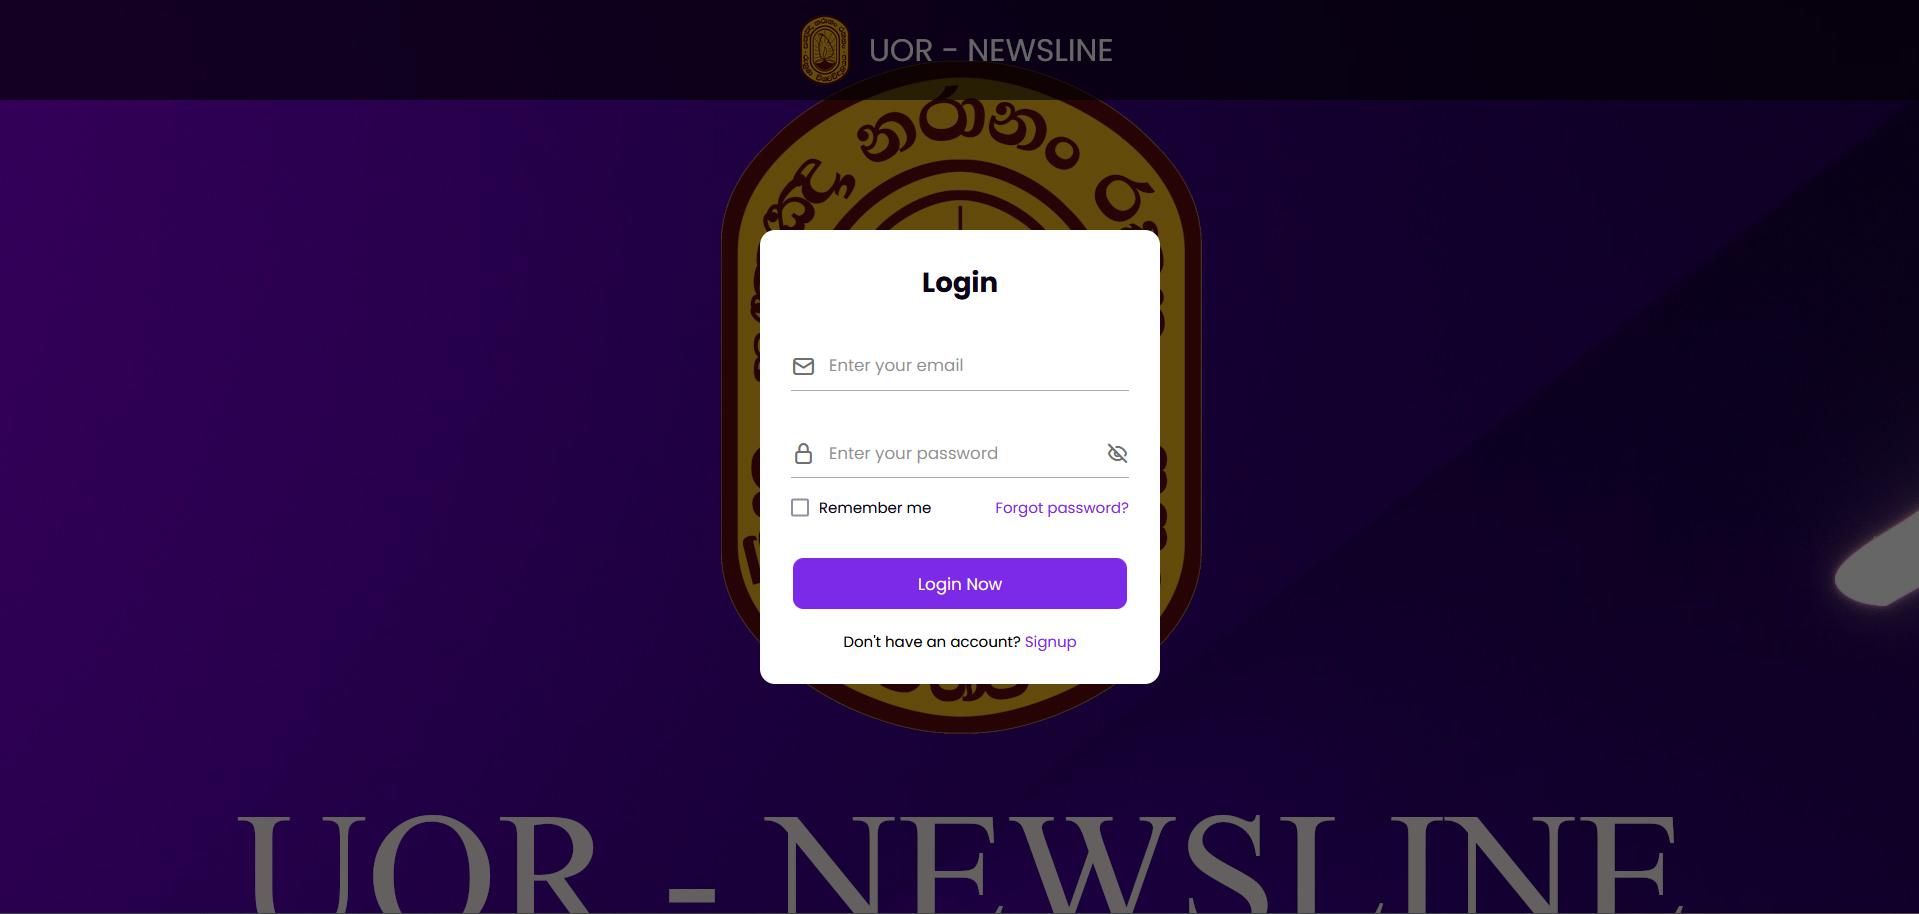 UOR - NEWSLINE
නරානං
Login
Enter your email
Enter your password
Remember me
Forgot password?
Login Now
Don't have an account? Signup
UOR - NEWSLINE